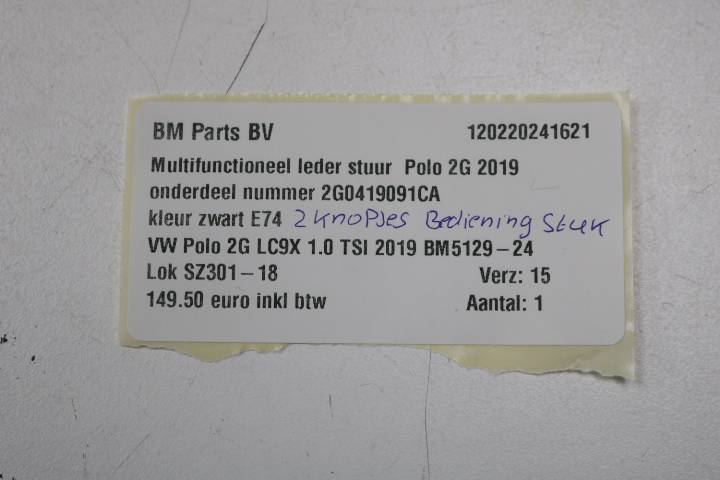 BM Parts BV 120220241621
Multifunctioneel leder stuur Polo 2G 2019
onderdeel nummer 2G0419091CA
kleur zwart E74 2 KnoPJes Bediening Stuk
VW Polo 2G LC9X 1.0 TSI 2019 BM5129-24
Lok SZ301-18 Verz: 15
149.50 euro inkl btw Aantal: 1